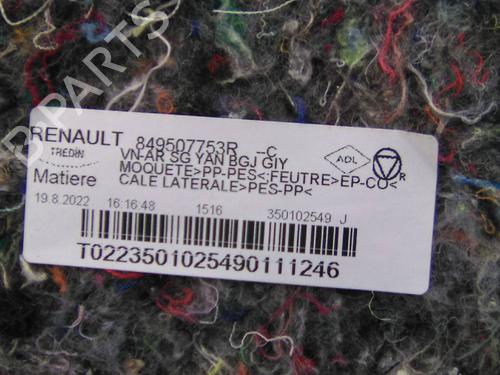 B-PARTS
RENAULT 849507753R --C
TREDİN VN-AR SG YAN BGJ GIY ADL R
MOQUETE>PP-PES<;FEUTRE>EP-CO<
Matiere CALE LATERALE>PES-PP<
19.8.2022 16:16:48 1516 350102549 J
T0223501025490111246